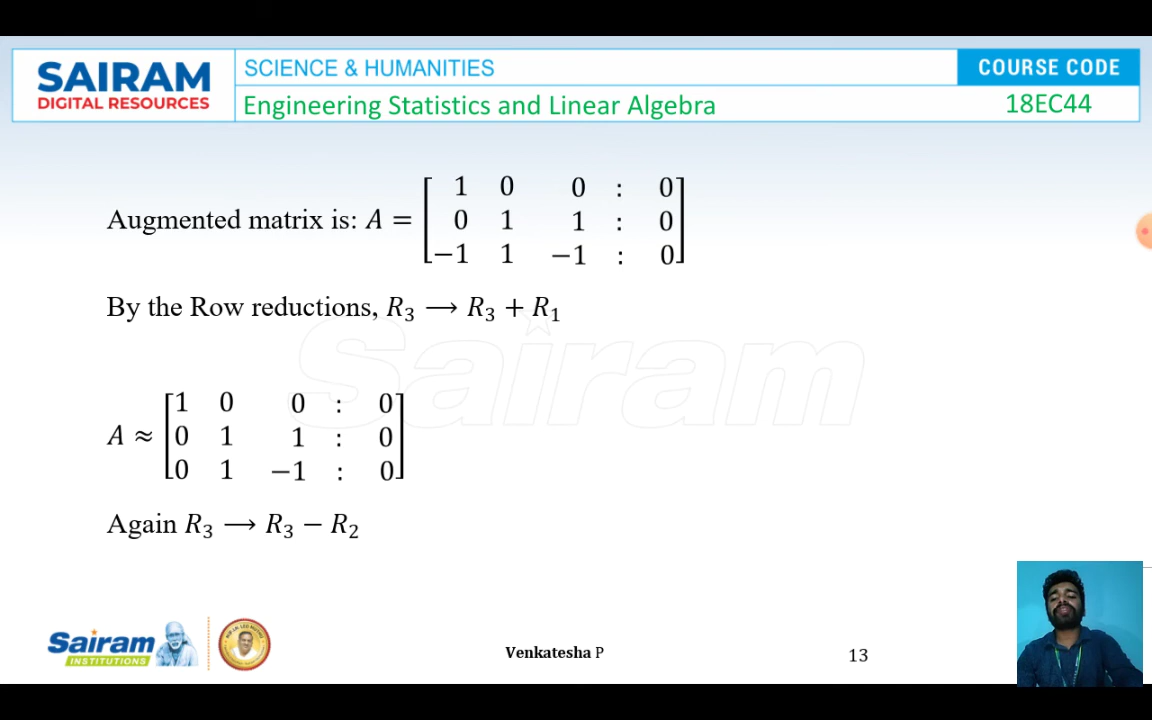 SAIRAM
DIGITAL RESOURCES
SCIENCE & HUMANITIES
COURSE CODE
Engineering Statistics and Linear Algebra
18EC44
Augmented matrix is: A = [ 1 0 0 : 0
0 1 1 : 0
−1 1 −1 : 0 ]
By the Row reductions, R₃ ⟶ R₃ + R₁
Sairam
A ≈ [ 1 0 0 : 0
0 1 1 : 0
0 1 −1 : 0 ]
Again R₃ ⟶ R₃ − R₂
Sairam
INSTITUTIONS
Venkatesha P
13